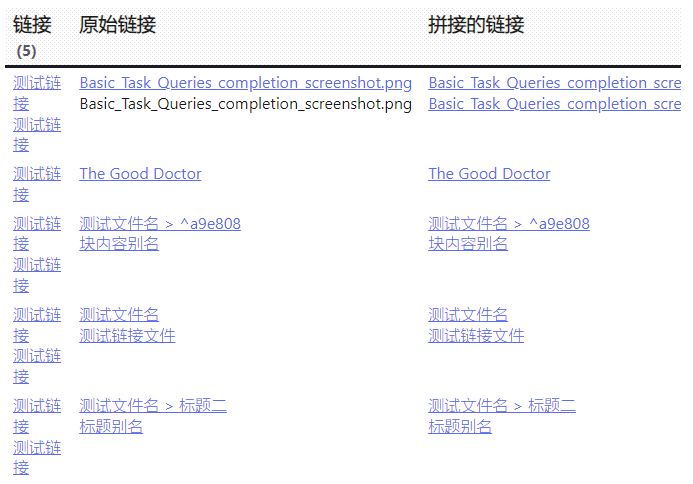 链接 原始链接 拼接的链接
(5)
测试链 Basic_Task_Queries_completion_screenshot.png Basic_Task_Queries_completion_scre
接 Basic_Task_Queries_completion_screenshot.png Basic_Task_Queries_completion_scre
测试链
接
测试链 The Good Doctor The Good Doctor
接
测试链 测试文件名 > ^a9e808 测试文件名 > ^a9e808
接 块内容别名 块内容别名
测试链
接
测试链 测试文件名 测试文件名
接 测试链接文件 测试链接文件
测试链
接
测试链 测试文件名 > 标题二 测试文件名 > 标题二
接 标题别名 标题别名
测试链
接